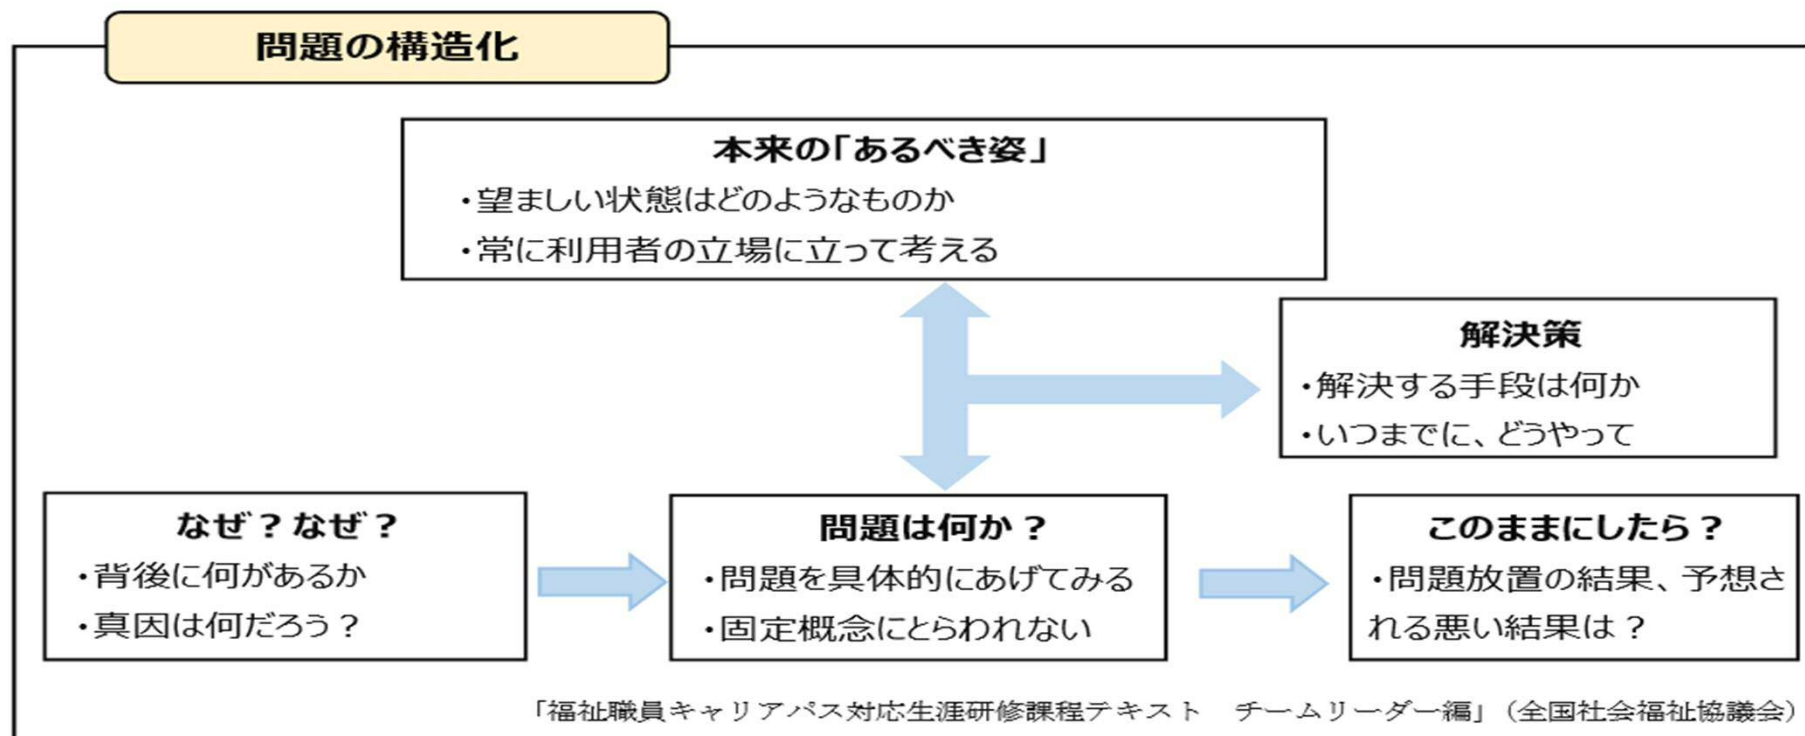 問題の構造化
本来の「あるべき姿」
・望ましい状態はどのようなものか
・常に利用者の立場に立って考える
解決策
・解決する手段は何か
・いつまでに、どうやって
なぜ？なぜ？
・背後に何があるか
・真因は何だろう？
問題は何か？
・問題を具体的にあげてみる
・固定概念にとらわれない
このままにしたら？
・問題放置の結果、予想さ
れる悪い結果は？
「福祉職員キャリアパス対応生涯研修課程テキスト　チームリーダー編」（全国社会福祉協議会）